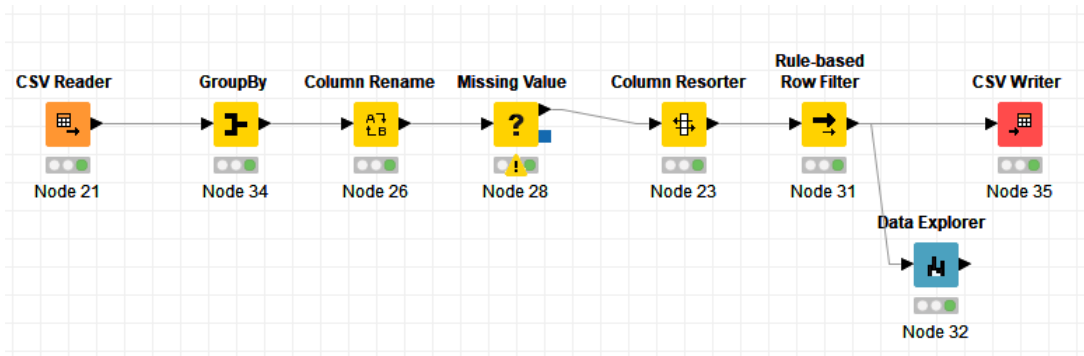 CSV Reader
GroupBy
Column Rename
Missing Value
Column Resorter
Rule-based
Row Filter
CSV Writer
A
B
?
!
Node 21
Node 34
Node 26
Node 28
Node 23
Node 31
Node 35
Data Explorer
Node 32